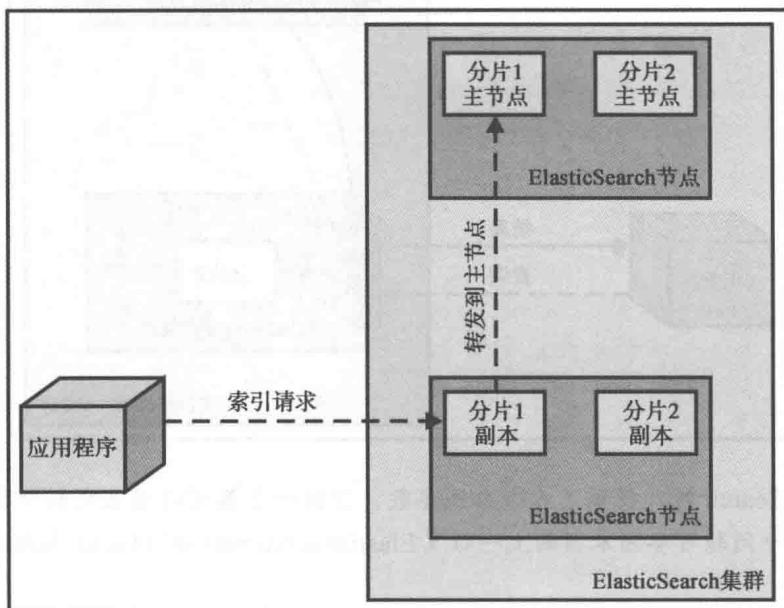 分片1
主节点
分片2
主节点
ElasticSearch节点
转发到主节点
索引请求
应用程序
分片1
副本
分片2
副本
ElasticSearch节点
ElasticSearch集群